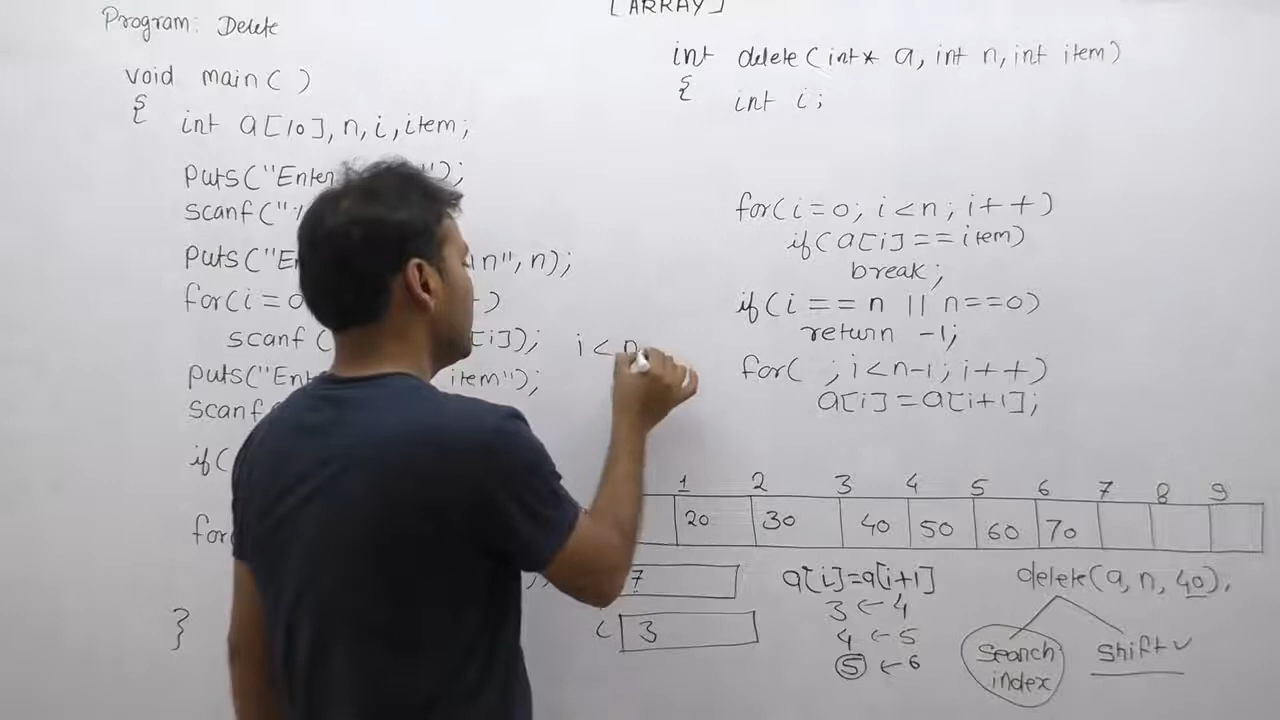 [ARRAY]
Program: Delete
void main( )
{
int a[10], n, i, item;
puts("Enter ");
scanf("
puts("En n", n);
for(i=0 +)
scanf( [i]);
puts("Ent item");
scanf
if(
for
}
i<n
int delete(int* a, int n, int item)
{
int i;
for(i=0; i<n; i++)
if(a[i]==item)
break;
if(i==n || n==0)
return -1;
for( ; i<n-1; i++)
a[i]=a[i+1];
1 2 3 4 5 6 7 8 9
20 30 40 50 60 70
7
i 3
a[i]=a[i+1]
3 ← 4
4 ← 5
5 ← 6
delete(a, n, 40);
search
index
shift ✓